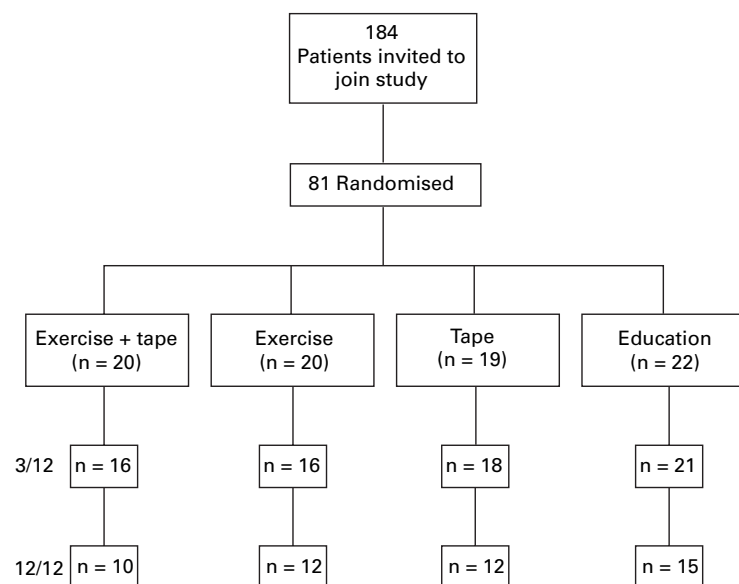 184
Patients invited to
join study
81 Randomised
Exercise + tape
(n = 20)
Exercise
(n = 20)
Tape
(n = 19)
Education
(n = 22)
3/12
n = 16
n = 16
n = 18
n = 21
12/12
n = 10
n = 12
n = 12
n = 15